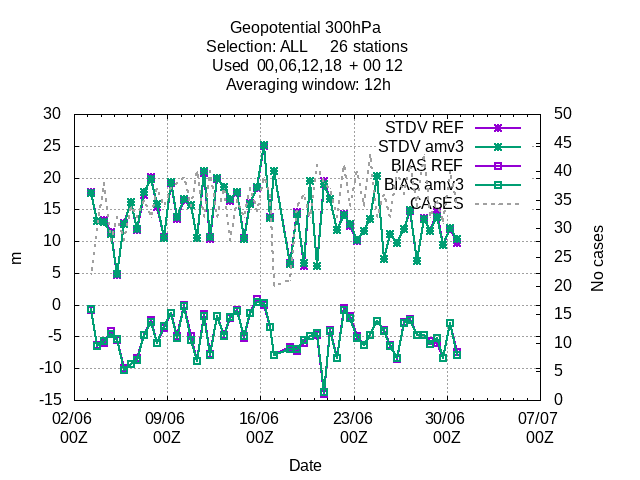 Geopotential 300hPa
Selection: ALL 26 stations
Used 00,06,12,18 + 00 12
Averaging window: 12h
30
25
20
15
10
5
0
-5
-10
-15
m
50
45
40
35
30
25
20
15
10
5
0
No cases
STDV REF
STDV amv3
BIAS REF
BIAS amv3
CASES
02/06 09/06 16/06 23/06 30/06 07/07
00Z 00Z 00Z 00Z 00Z 00Z
Date